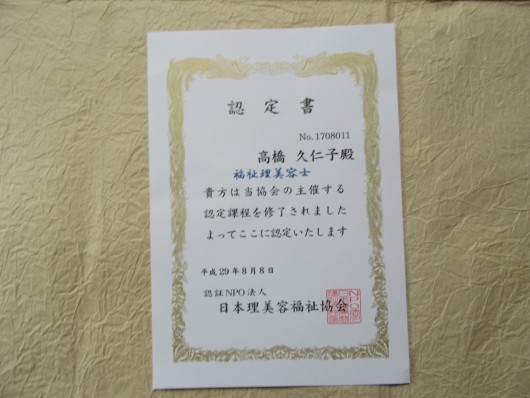 認定書
No.1708011
高橋 久仁子殿
福祉理美容士
貴方は当協会の主催する
認定課程を修了されました
よってここに認定いたします
平成29年8月8日
認証NPO法人
日本理美容福祉協会